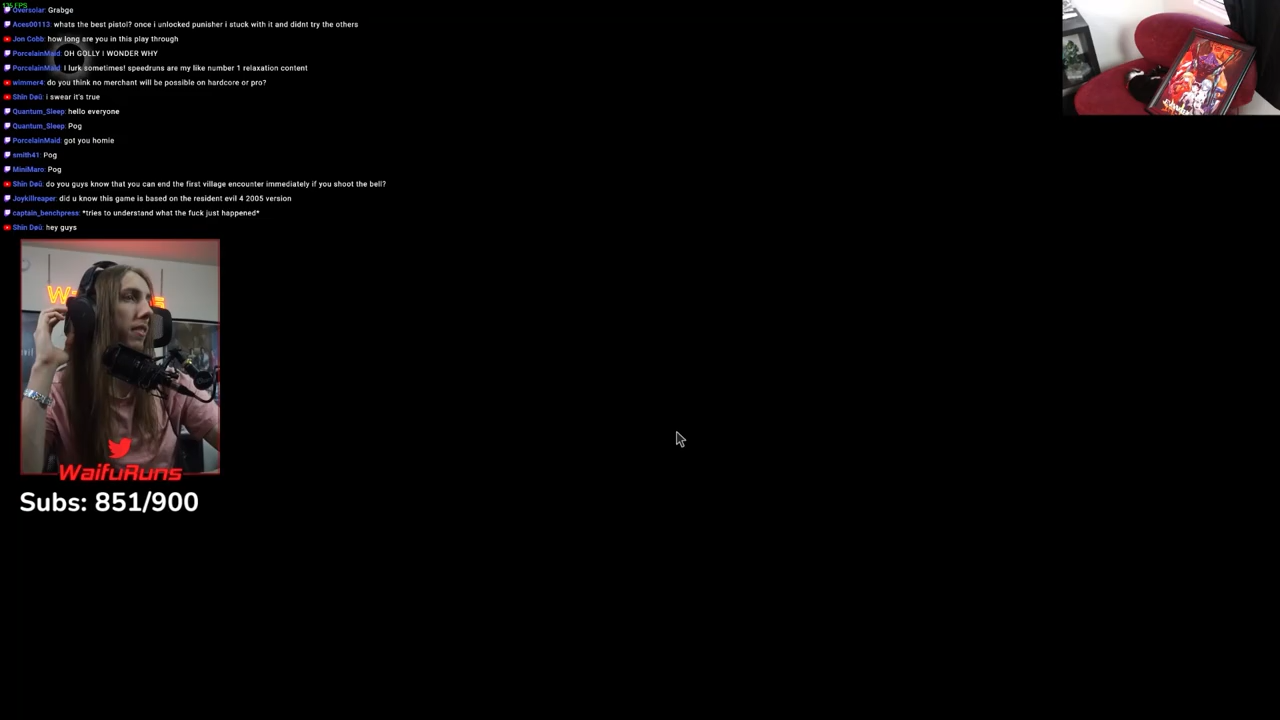 135 FPS
Oversolar: Grabge
Aces00113: whats the best pistol? once i unlocked punisher i stuck with it and didnt try the others
Jon Cobb: how long are you in this play through
PorcelainMaid: OH GOLLY I WONDER WHY
PorcelainMaid: I lurk sometimes! speedruns are my like number 1 relaxation content
wimmer4: do you think no merchant will be possible on hardcore or pro?
Shin Døü: i swear it's true
Quantum_Sleep: hello everyone
Quantum_Sleep: Pog
PorcelainMaid: got you homie
smith41: Pog
MiniMaro: Pog
Shin Døü: do you guys know that you can end the first village encounter immediately if you shoot the bell?
Joykillreaper: did u know this game is based on the resident evil 4 2005 version
captain_benchpress: *tries to understand what the fuck just happened*
Shin Døü: hey guys
WaifuRuns
Subs: 851/900